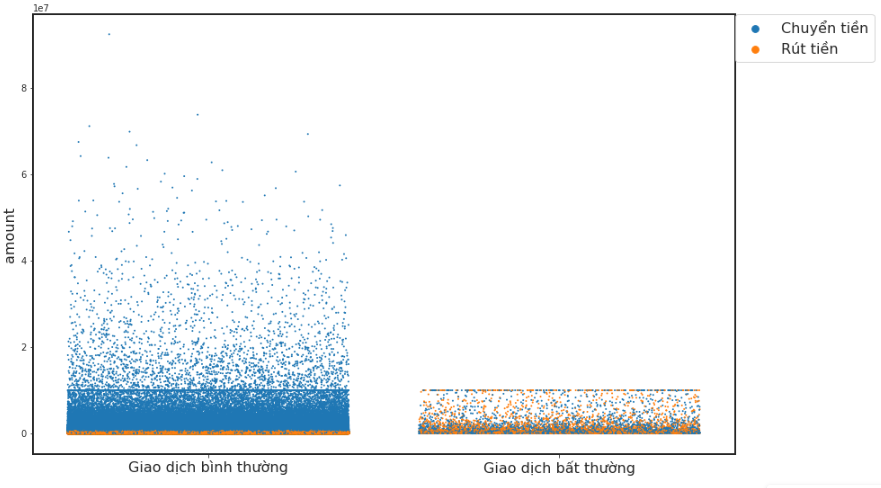 1e7
Chuyển tiền
Rút tiền
8
6
4
2
0
amount
Giao dịch bình thường
Giao dịch bất thường